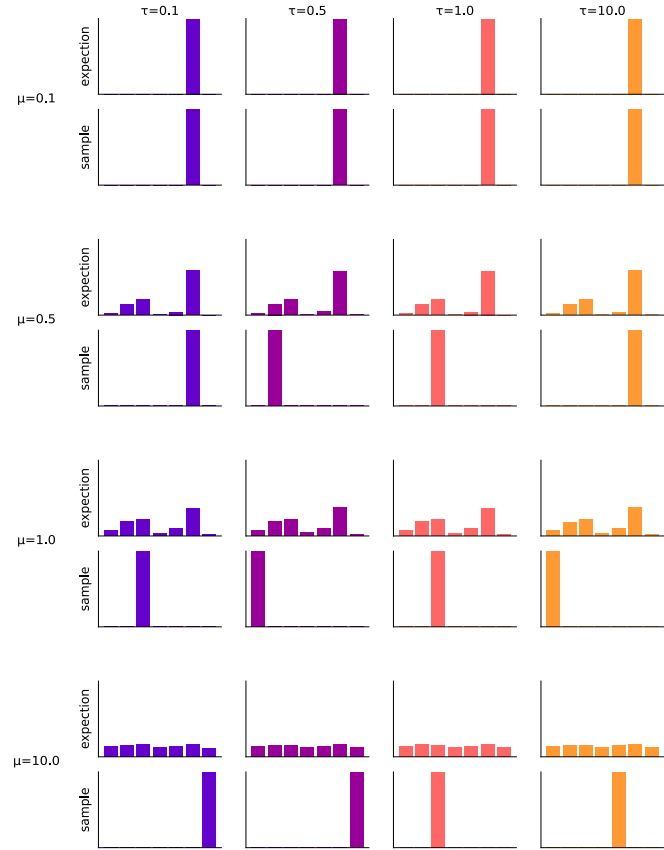 τ=0.1 τ=0.5 τ=1.0 τ=10.0
expection
μ=0.1
sample
expection
μ=0.5
sample
expection
μ=1.0
sample
expection
μ=10.0
sample